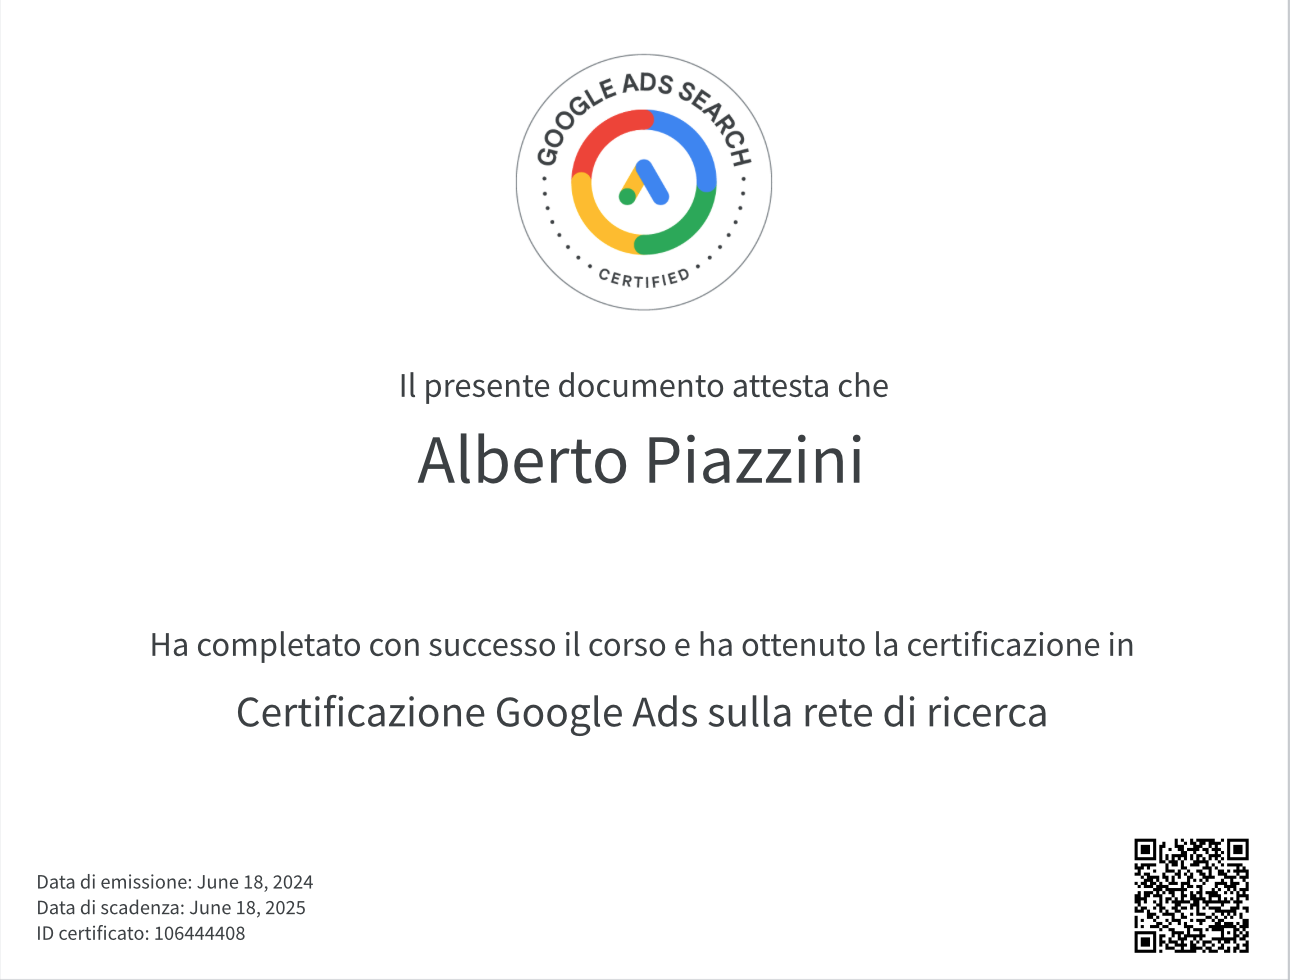 GOOGLE ADS SEARCH
CERTIFIED
Il presente documento attesta che
Alberto Piazzini
Ha completato con successo il corso e ha ottenuto la certificazione in
Certificazione Google Ads sulla rete di ricerca
Data di emissione: June 18, 2024
Data di scadenza: June 18, 2025
ID certificato: 106444408